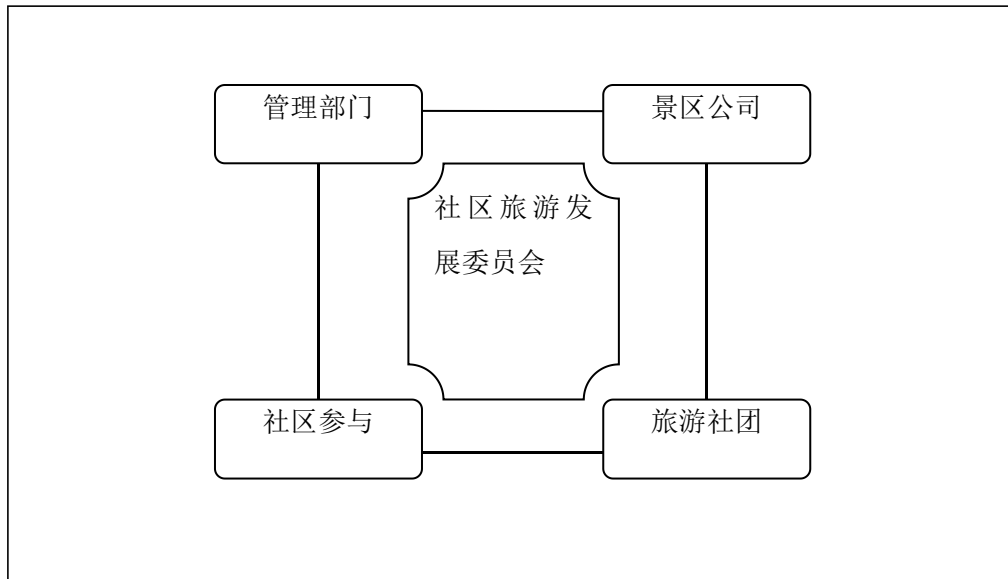 管理部门
景区公司
社区旅游发
展委员会
社区参与
旅游社团